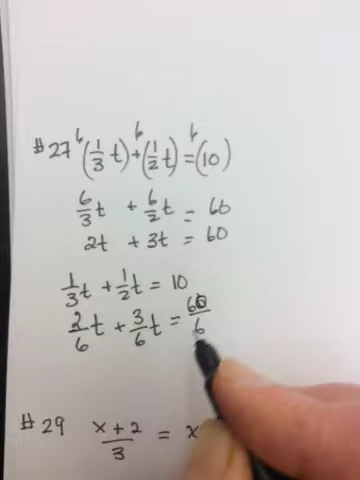 #27 6(1/3 t) + 6(1/2 t) = 6(10)
6/3 t + 6/2 t = 60
2t + 3t = 60
1/3 t + 1/2 t = 10
2/6 t + 3/6 t = 60/6
#29 x+2/3 = x